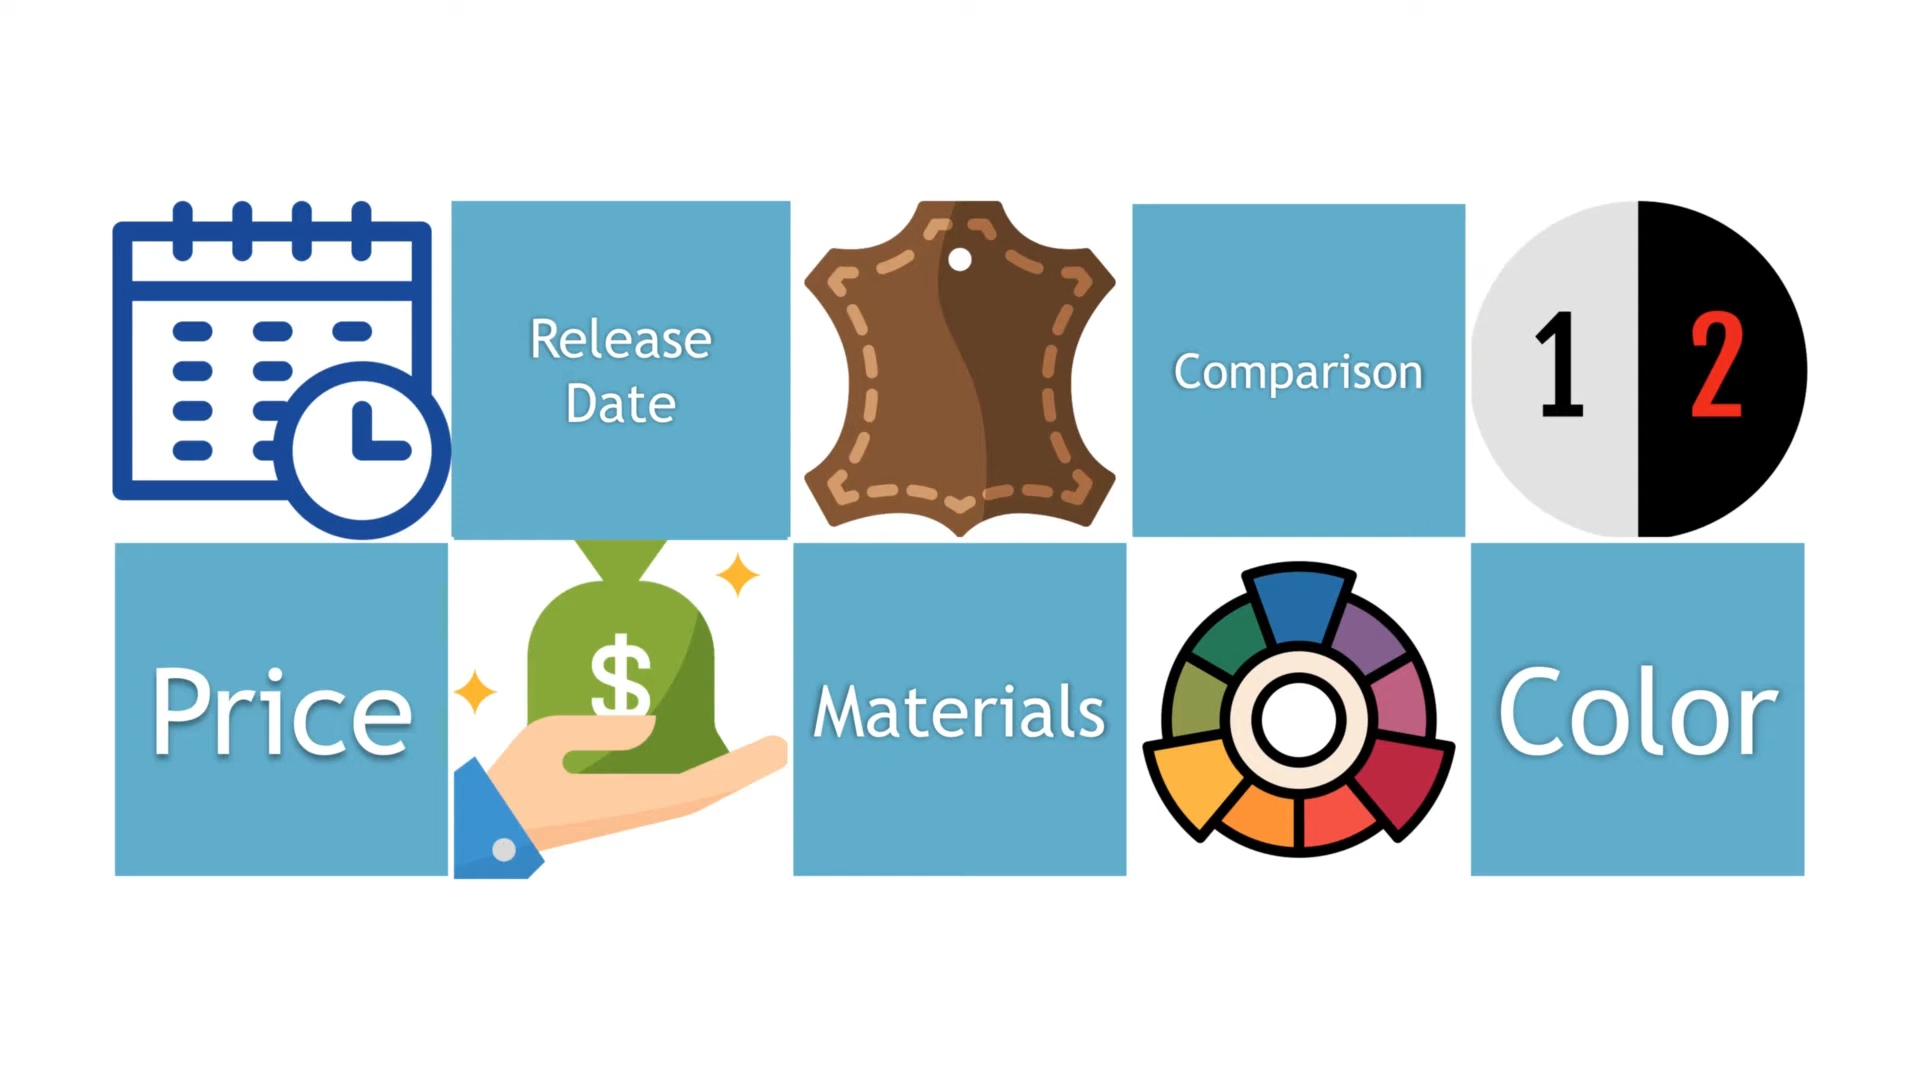 Release
Date
Comparison
1 2
Price
$
Materials
Color